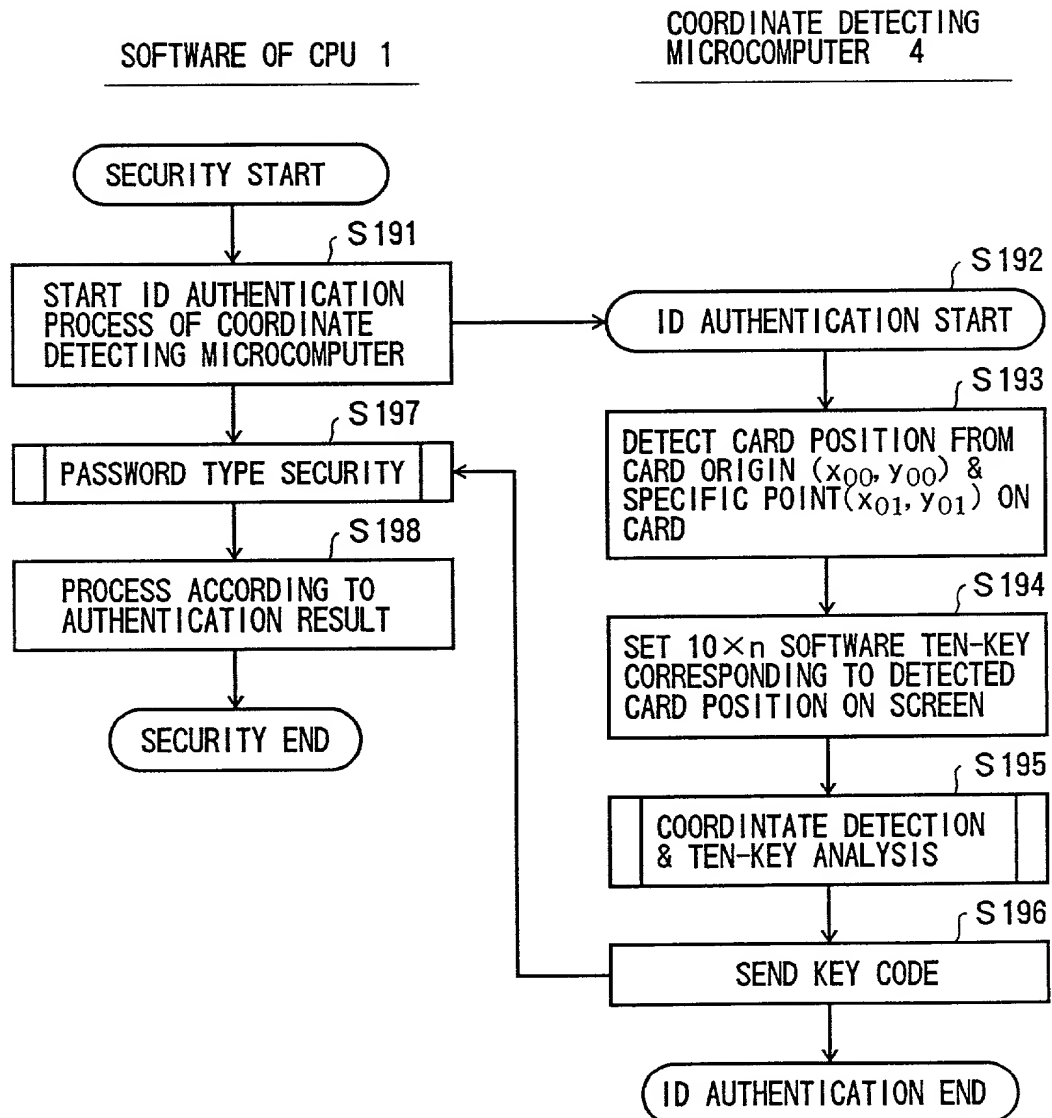 SOFTWARE OF CPU 1
COORDINATE DETECTING
MICROCOMPUTER 4
SECURITY START
S191
START ID AUTHENTICATION
PROCESS OF COORDINATE
DETECTING MICROCOMPUTER
S197
PASSWORD TYPE SECURITY
S198
PROCESS ACCORDING TO
AUTHENTICATION RESULT
SECURITY END
S192
ID AUTHENTICATION START
S193
DETECT CARD POSITION FROM
CARD ORIGIN (x00, y00) &
SPECIFIC POINT(x01, y01) ON
CARD
S194
SET 10×n SOFTWARE TEN-KEY
CORRESPONDING TO DETECTED
CARD POSITION ON SCREEN
S195
COORDINTATE DETECTION
& TEN-KEY ANALYSIS
S196
SEND KEY CODE
ID AUTHENTICATION END